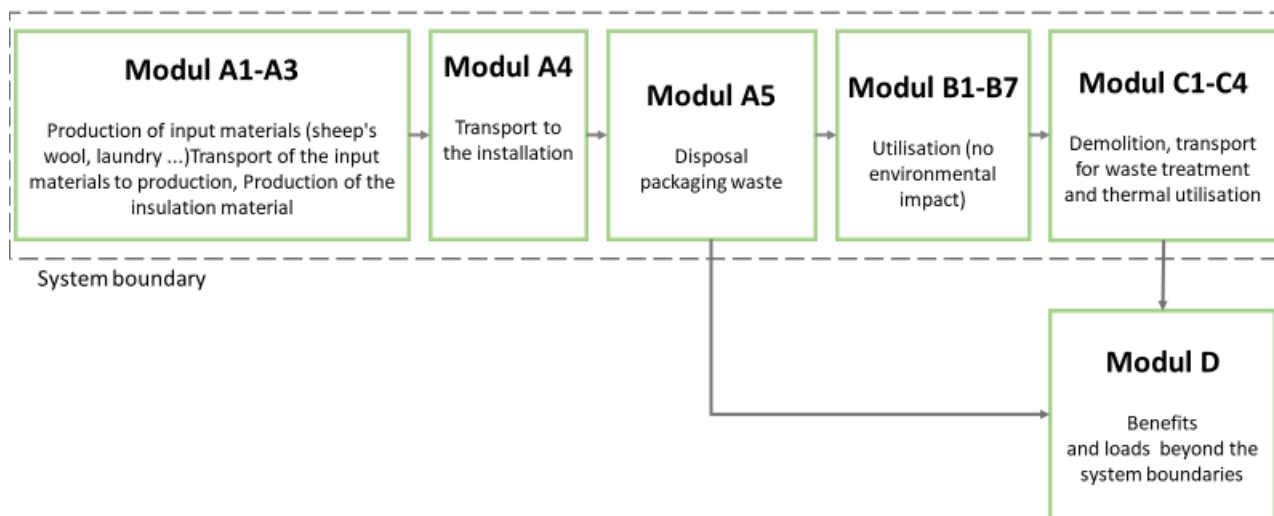 Modul A1-A3
Production of input materials (sheep's
wool, laundry ...)Transport of the input
materials to production, Production of the
insulation material
Modul A4
Transport to
the installation
Modul A5
Disposal
packaging waste
Modul B1-B7
Utilisation (no
environmental
impact)
Modul C1-C4
Demolition, transport
for waste treatment
and thermal utilisation
System boundary
Modul D
Benefits
and loads beyond the
system boundaries